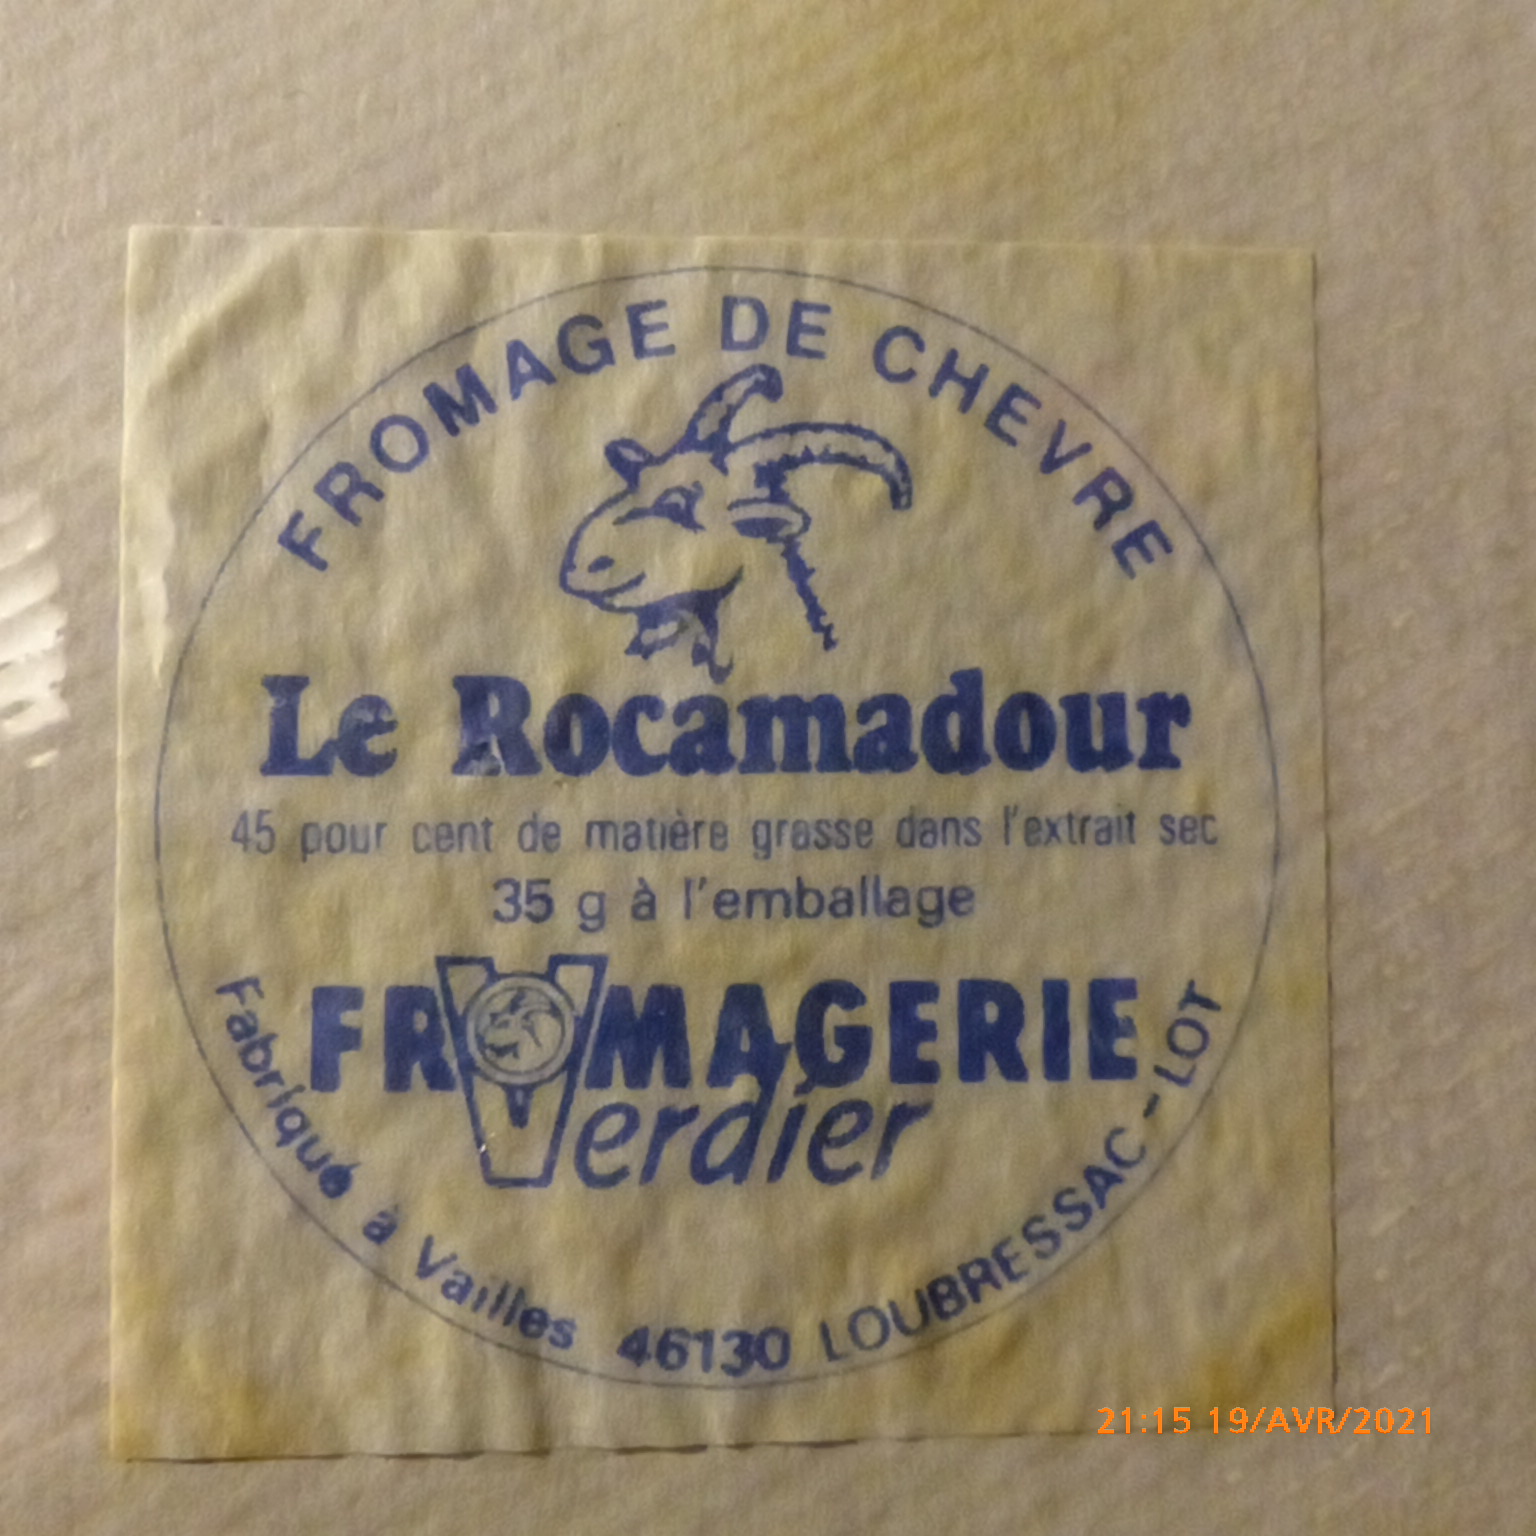 FROMAGE DE CHEVRE
Le Rocamadour
45 pour cent de matière grasse dans l'extrait sec
35 g à l'emballage
FROMAGERIE
Verdier
Fabriqué à Vailles 46130 LOUBRESSAC - LOT
21:15 19/AVR/2021